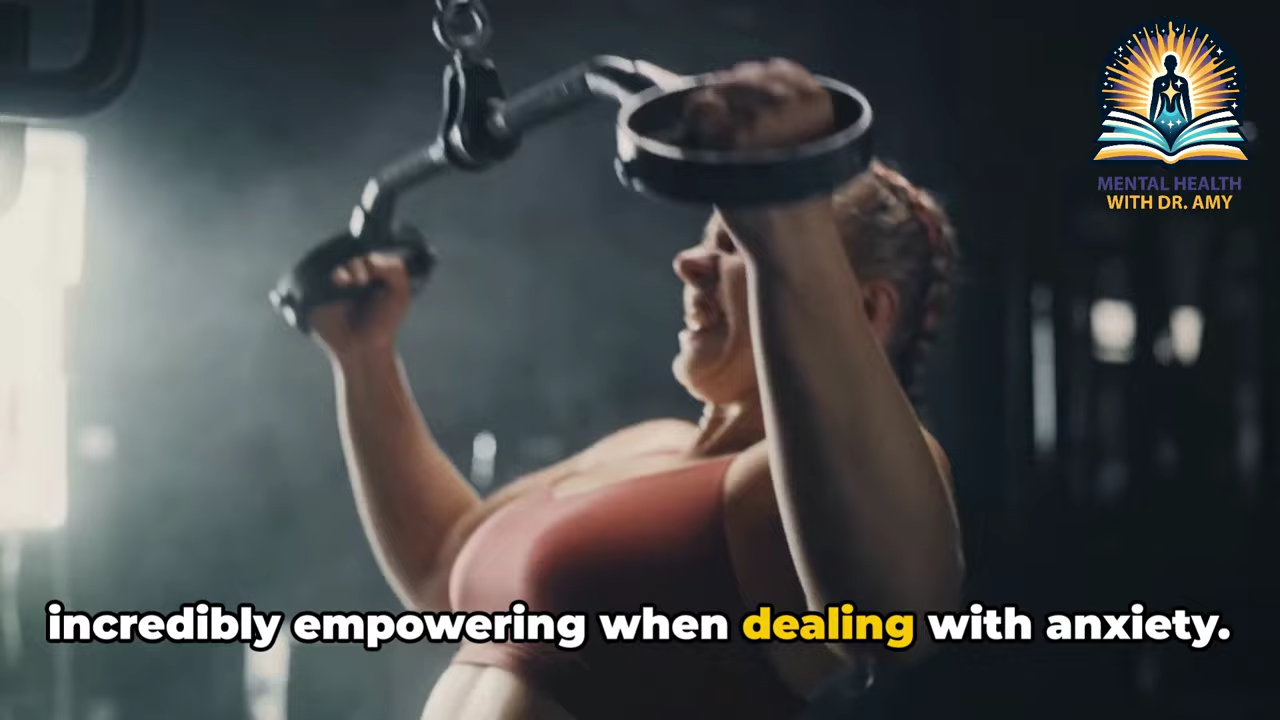 MENTAL HEALTH
WITH DR. AMY
incredibly empowering when dealing with anxiety.